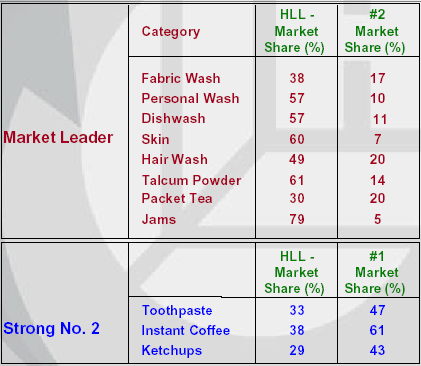 Category HLL - Market Share (%) #2 Market Share (%)
Market Leader
Fabric Wash 38 17
Personal Wash 57 10
Dishwash 57 11
Skin 60 7
Hair Wash 49 20
Talcum Powder 61 14
Packet Tea 30 20
Jams 79 5
HLL - Market Share (%) #1 Market Share (%)
Strong No. 2
Toothpaste 33 47
Instant Coffee 38 61
Ketchups 29 43